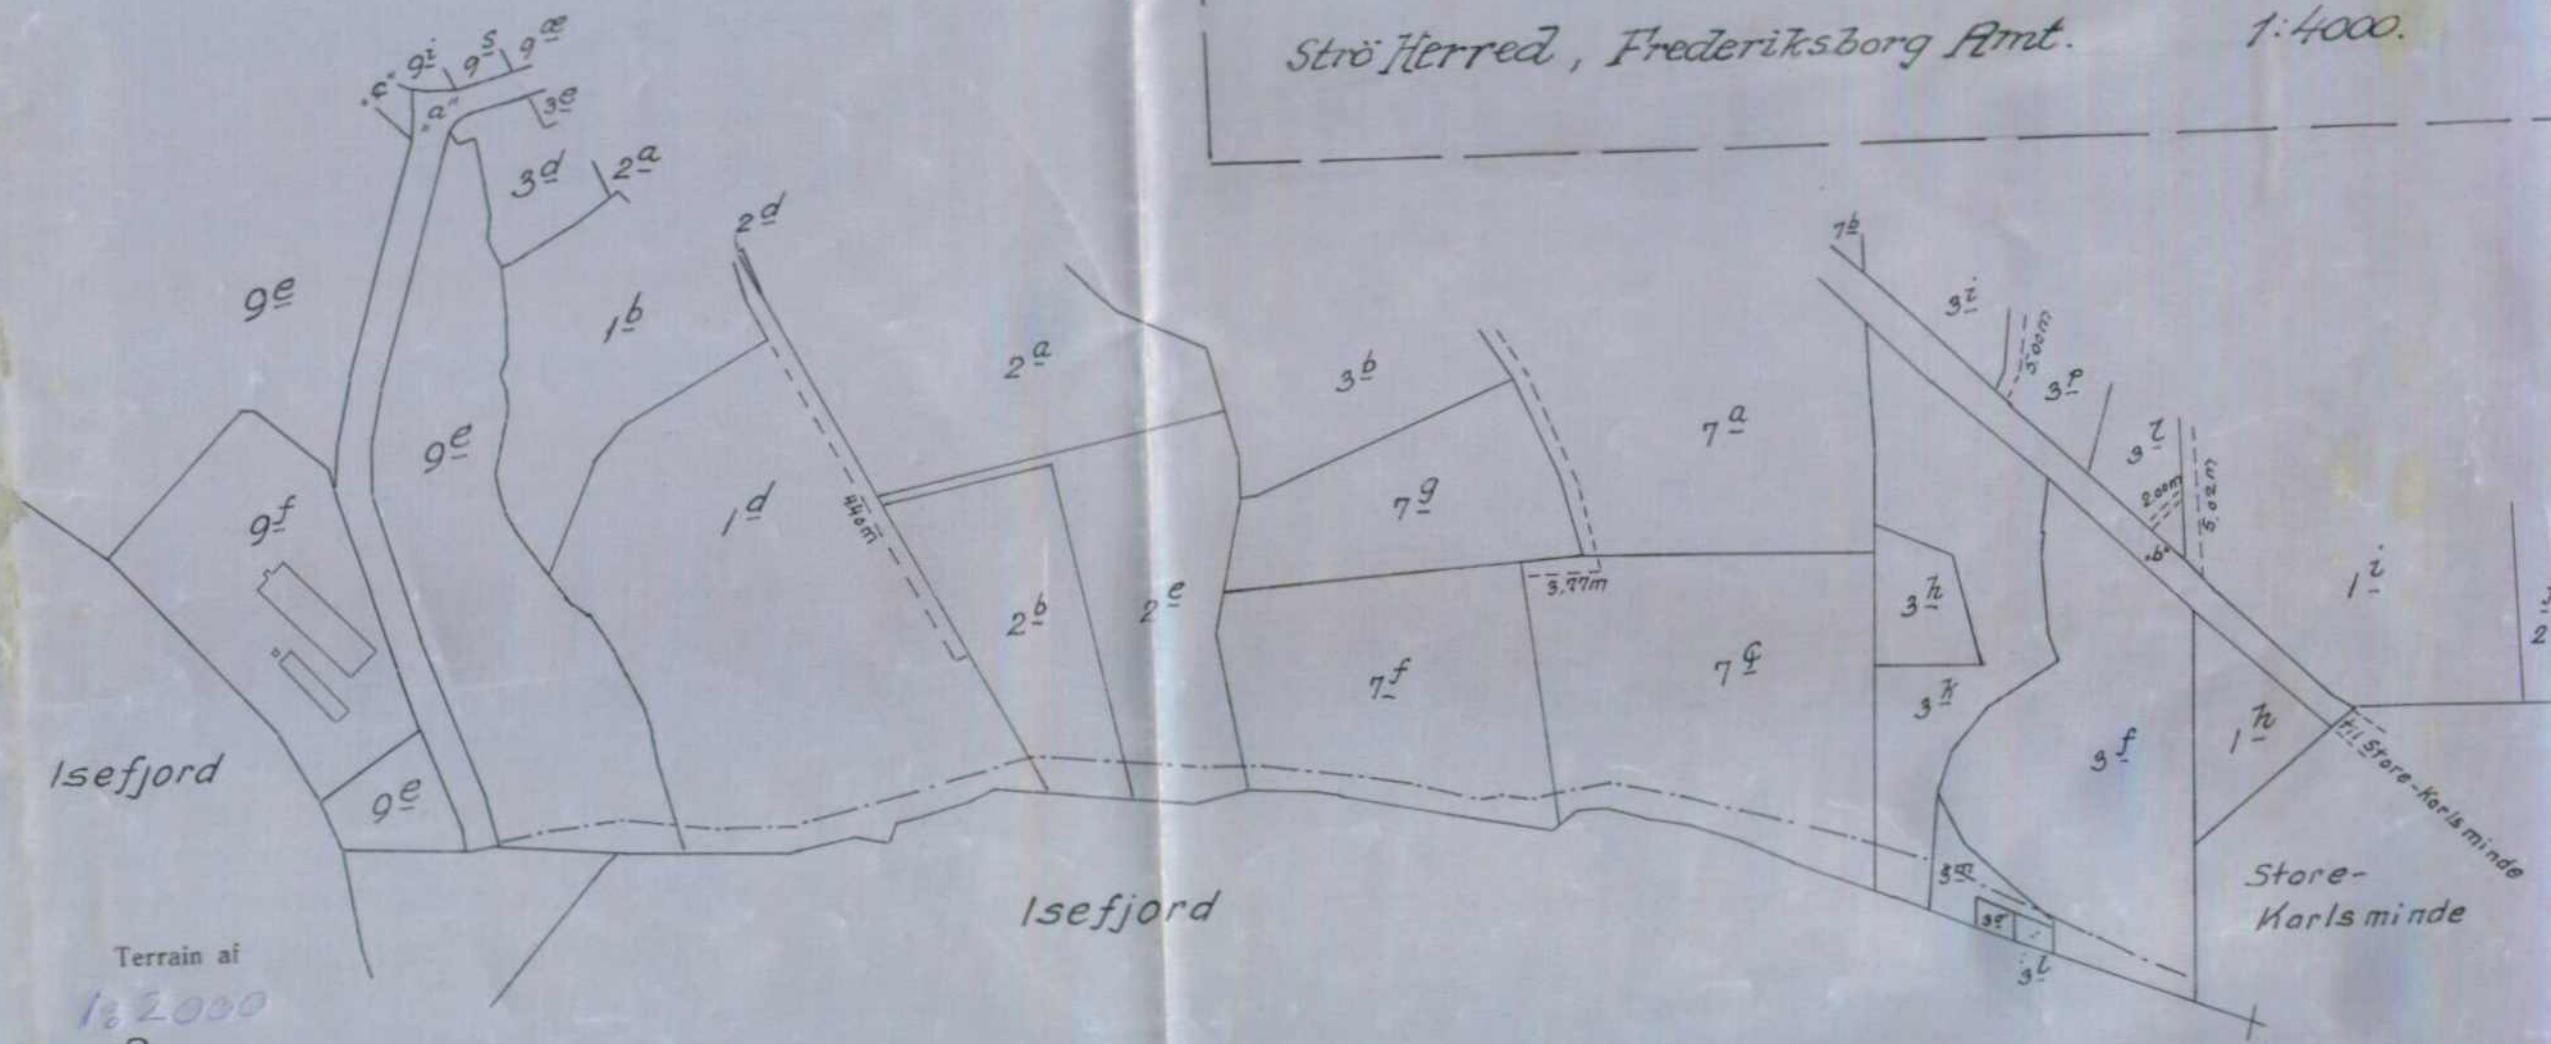 Strö Herred, Frederiksborg Amt. 1:4000.
"c" 9i 9s 9æ
"a" 3e
3d 2a
2d
7b
9e
1b
3i
5.00m
2a
3b
3p
9e
7a
3l
2.00m
5.02m
9f
1d
4.40m
7g
"b"
1i
3,77m
3h
2b
2e
2
7f
7c
3k
1h
3f
til Store-Karlsminde
Isefjord
9e
3m
Store-
Karlsminde
Isefjord
3l
Terrain af
1:2000